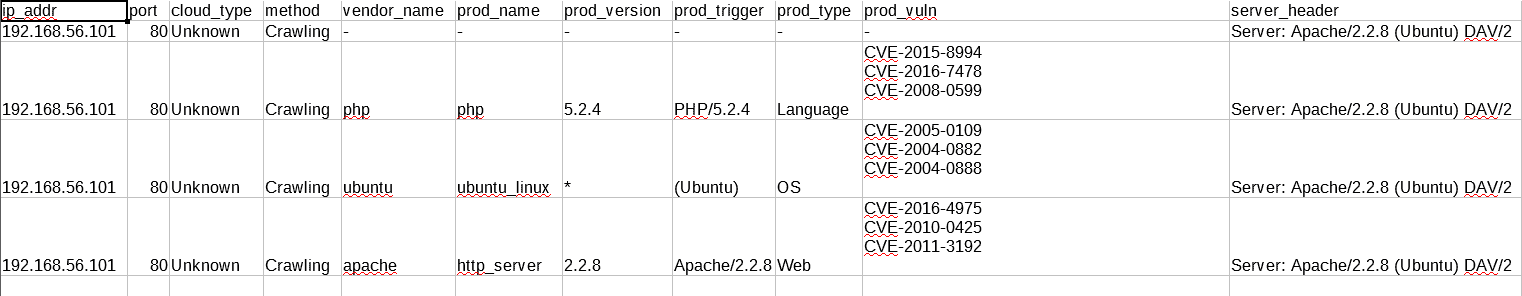 ip_addr port cloud_type method vendor_name prod_name prod_version prod_trigger prod_type prod_vuln server_header
192.168.56.101 80 Unknown Crawling - - - - - - Server: Apache/2.2.8 (Ubuntu) DAV/2
CVE-2015-8994
CVE-2016-7478
CVE-2008-0599
192.168.56.101 80 Unknown Crawling php php 5.2.4 PHP/5.2.4 Language Server: Apache/2.2.8 (Ubuntu) DAV/2
CVE-2005-0109
CVE-2004-0882
CVE-2004-0888
192.168.56.101 80 Unknown Crawling ubuntu ubuntu_linux * (Ubuntu) OS Server: Apache/2.2.8 (Ubuntu) DAV/2
CVE-2016-4975
CVE-2010-0425
CVE-2011-3192
192.168.56.101 80 Unknown Crawling apache http_server 2.2.8 Apache/2.2.8 Web Server: Apache/2.2.8 (Ubuntu) DAV/2